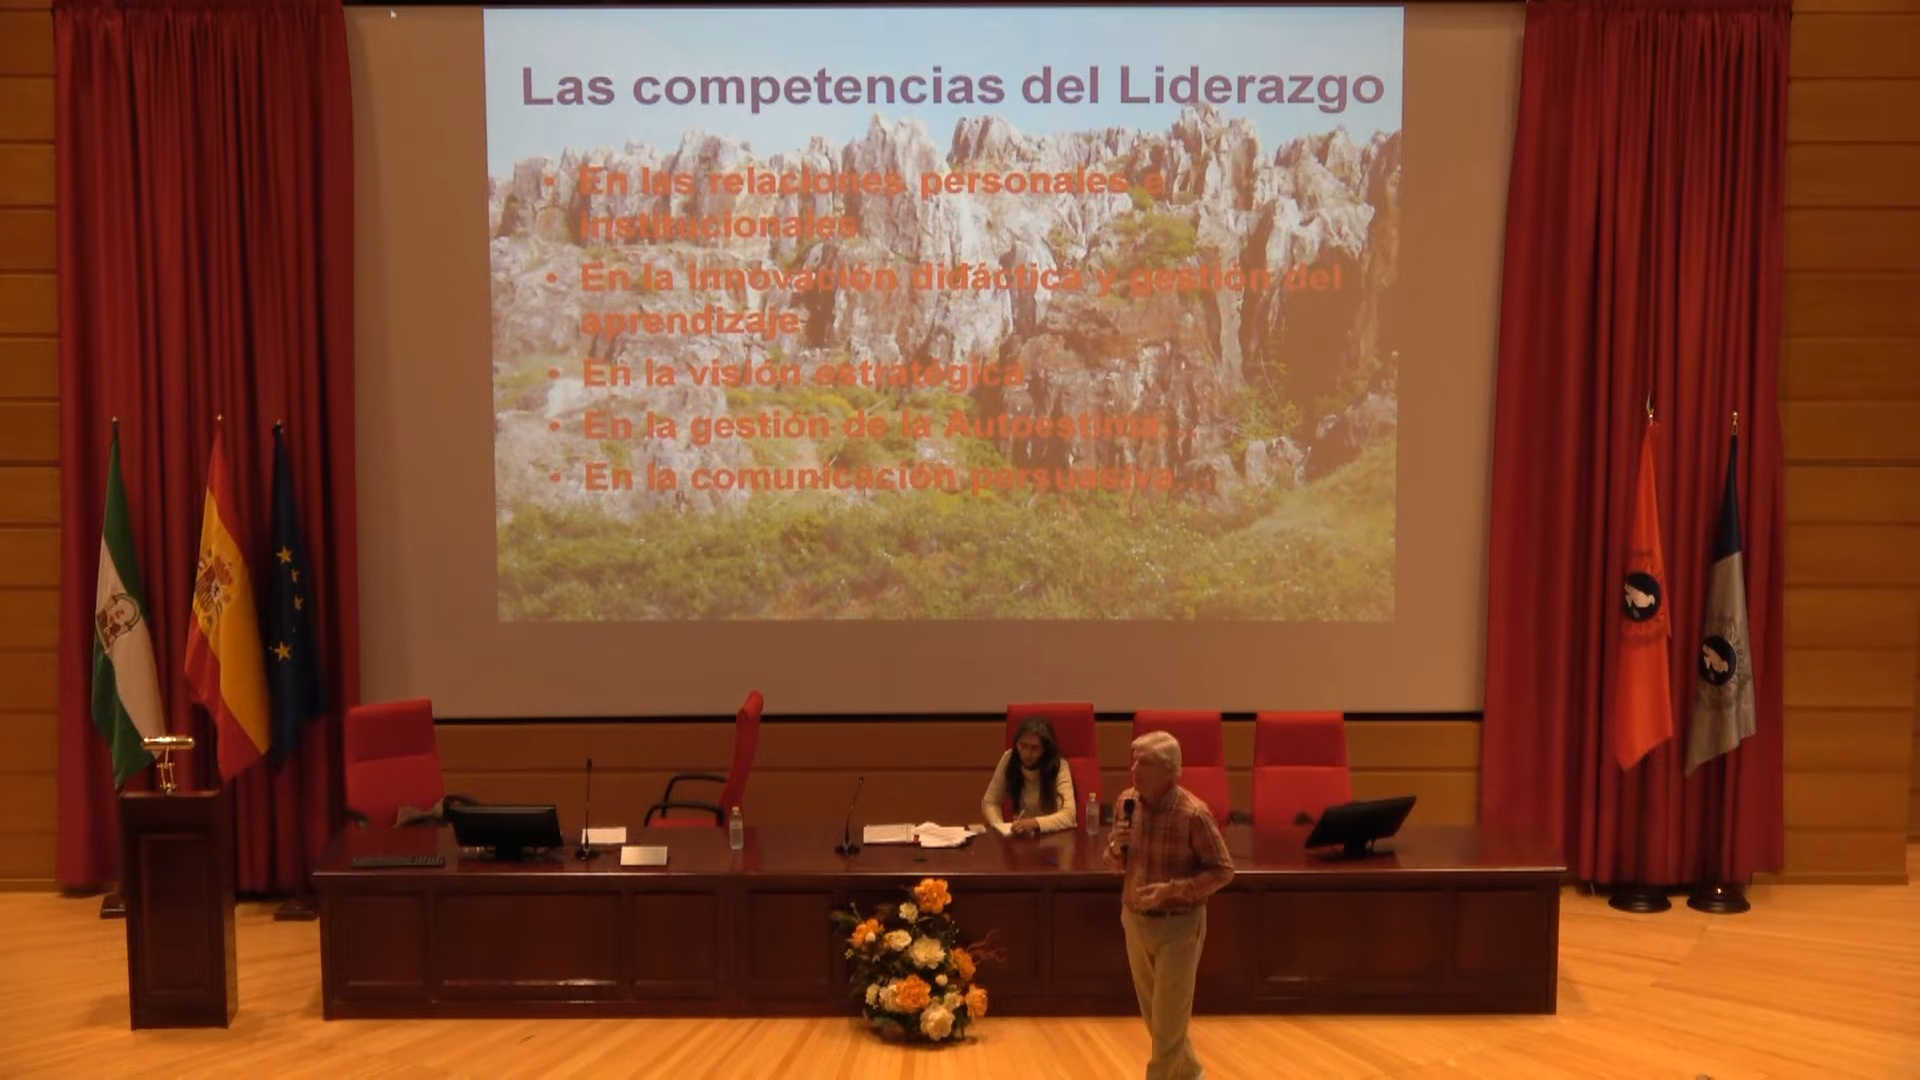 Las competencias del Liderazgo
• En las relaciones personales e
institucionales
• En la Innovación didáctica y gestión del
aprendizaje
• En la visión estratégica
• En la gestión de la Autoestima...
• En la comunicación persuasiva...